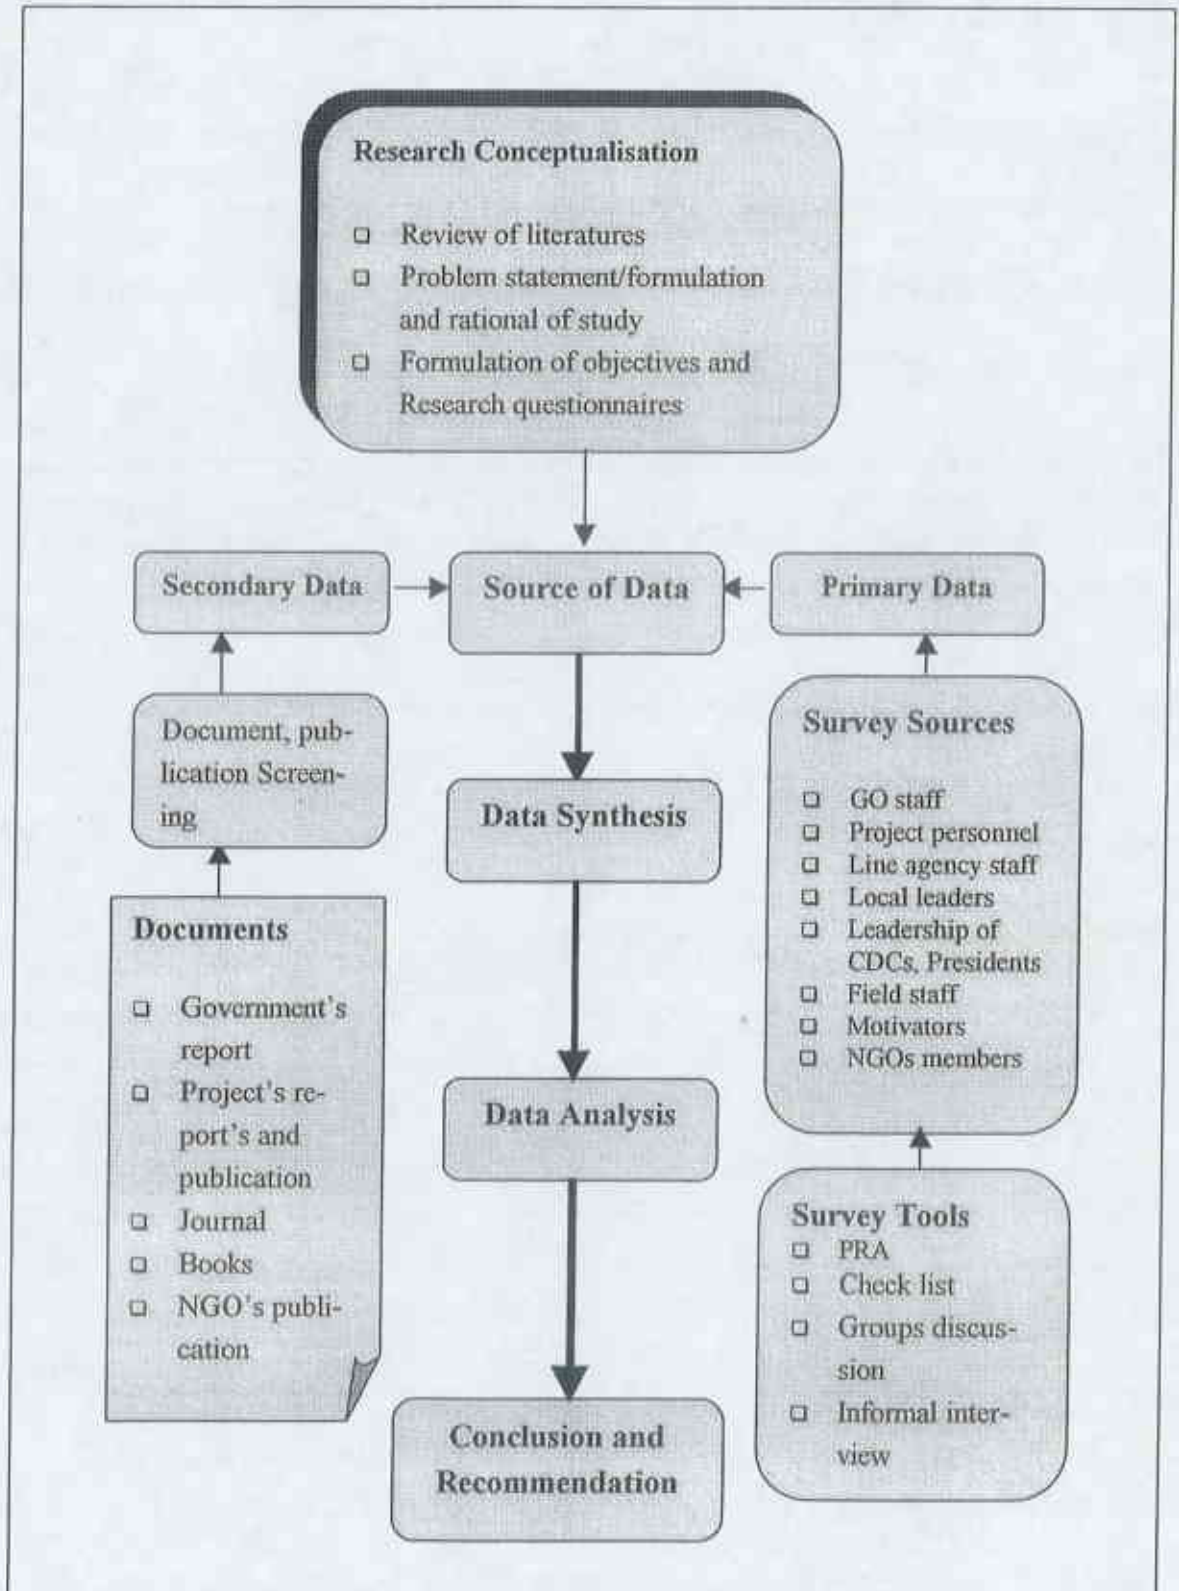 Research Conceptualisation
❑ Review of literatures
❑ Problem statement/formulation
and rational of study
❑ Formulation of objectives and
Research questionnaires
Secondary Data
Source of Data
Primary Data
Document, pub-
lication Screen-
ing
Data Synthesis
Survey Sources
❑ GO staff
❑ Project personnel
❑ Line agency staff
❑ Local leaders
❑ Leadership of
CDCs, Presidents
❑ Field staff
❑ Motivators
❑ NGOs members
Documents
❑ Government's
report
❑ Project's re-
port's and
publication
❑ Journal
❑ Books
❑ NGO's publi-
cation
Data Analysis
Survey Tools
❑ PRA
❑ Check list
❑ Groups discus-
sion
❑ Informal inter-
view
Conclusion and
Recommendation